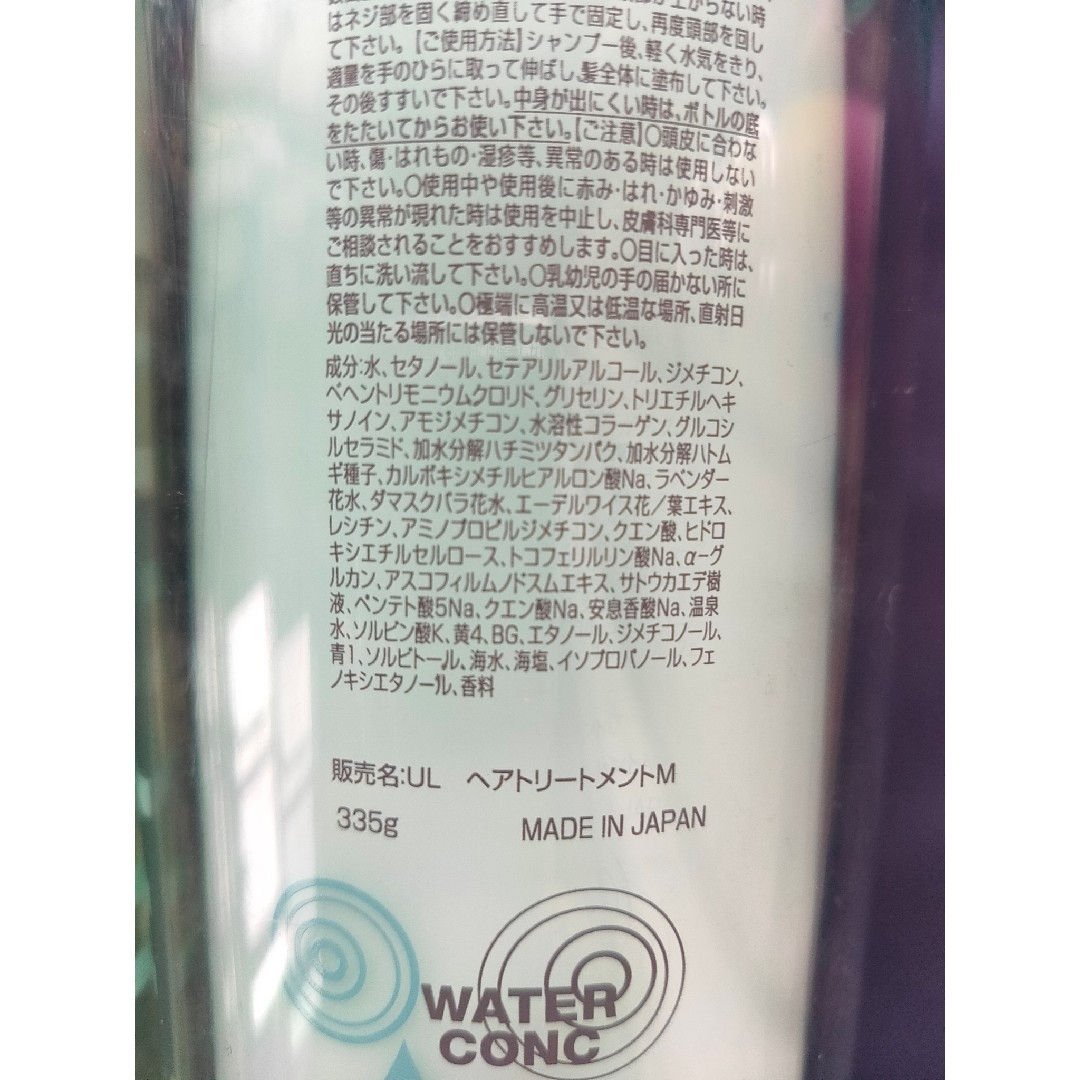 はネジ部を固く締め直して手で固定し、再度頭部を回し
て下さい。【ご使用方法】シャンプー後、軽く水気をきり、
適量を手のひらに取って伸ばし、髪全体に塗布して下さい。
その後すすいで下さい。中身が出にくい時は、ボトルの底
をたたいてからお使い下さい。【ご注意】〇頭皮に合わな
い時、傷・はれもの・湿疹等、異常のある時は使用しない
で下さい。〇使用中や使用後に赤み・はれ・かゆみ・刺激
等の異常が現れた時は使用を中止し、皮膚科専門医等に
ご相談されることをおすすめします。〇目に入った時は、
直ちに洗い流して下さい。〇乳幼児の手の届かない所に
保管して下さい。〇極端に高温又は低温な場所、直射日
光の当たる場所には保管しないで下さい。
成分:水、セタノール、セテアリルアルコール、ジメチコン、
ベヘントリモニウムクロリド、グリセリン、トリエチルヘキ
サノイン、アモジメチコン、水溶性コラーゲン、グルコシ
ルセラミド、加水分解ハチミツタンパク、加水分解ハトム
ギ種子、カルボキシメチルヒアルロン酸Na、ラベンダー
花水、ダマスクバラ花水、エーデルワイス花/葉エキス、
レシチン、アミノプロピルジメチコン、クエン酸、ヒドロ
キシエチルセルロース、トコフェリルリン酸Na、α-グ
ルカン、アスコフィルムノドスムエキス、サトウカエデ樹
液、ペンテト酸5Na、クエン酸Na、安息香酸Na、温泉
水、ソルビン酸K、黄4、BG、エタノール、ジメチコノール、
青1、ソルビトール、海水、海塩、イソプロパノール、フェ
ノキシエタノール、香料
販売名:UL ヘアトリートメントM
335g MADE IN JAPAN
WATER
CONC